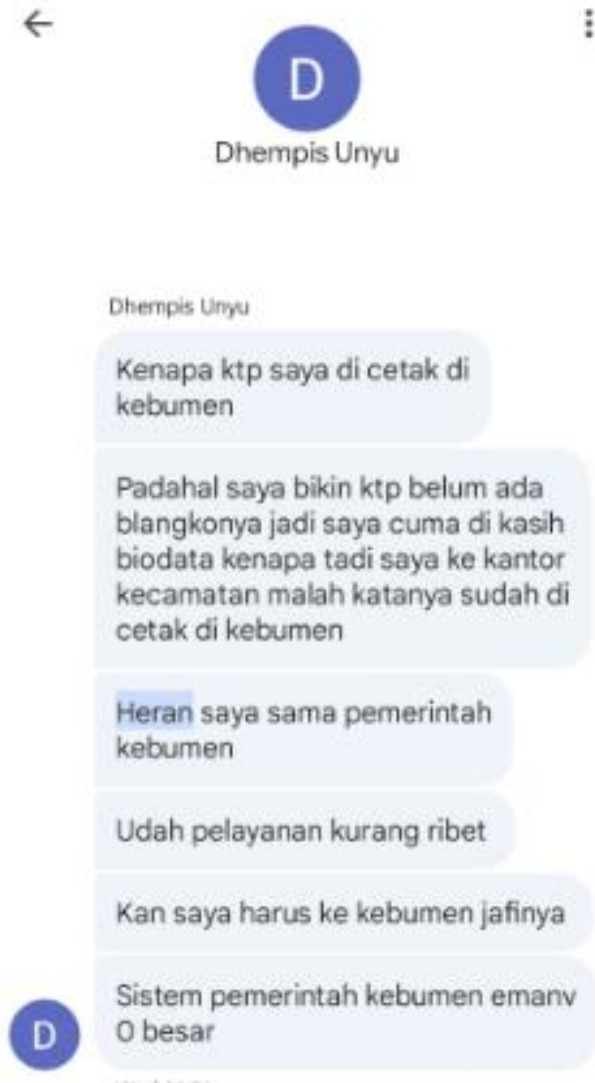 D
Dhempis Unyu
Dhempis Unyu
Kenapa ktp saya di cetak di
kebumen
Padahal saya bikin ktp belum ada
blangkonya jadi saya cuma di kasih
biodata kenapa tadi saya ke kantor
kecamatan malah katanya sudah di
cetak di kebumen
Heran saya sama pemerintah
kebumen
Udah pelayanan kurang ribet
Kan saya harus ke kebumen jafinya
Sistem pemerintah kebumen emanv
0 besar
D